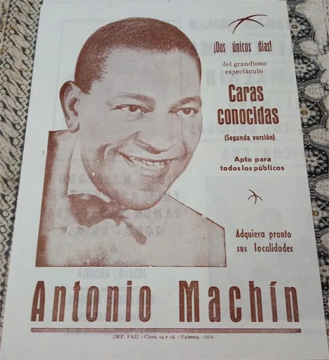 ¡Dos únicos días!
del grandioso
espectáculo
Caras
conocidas
(Segunda versión)
Apto para
todos los públicos
Adquiera pronto
sus localidades
Antonio Machín